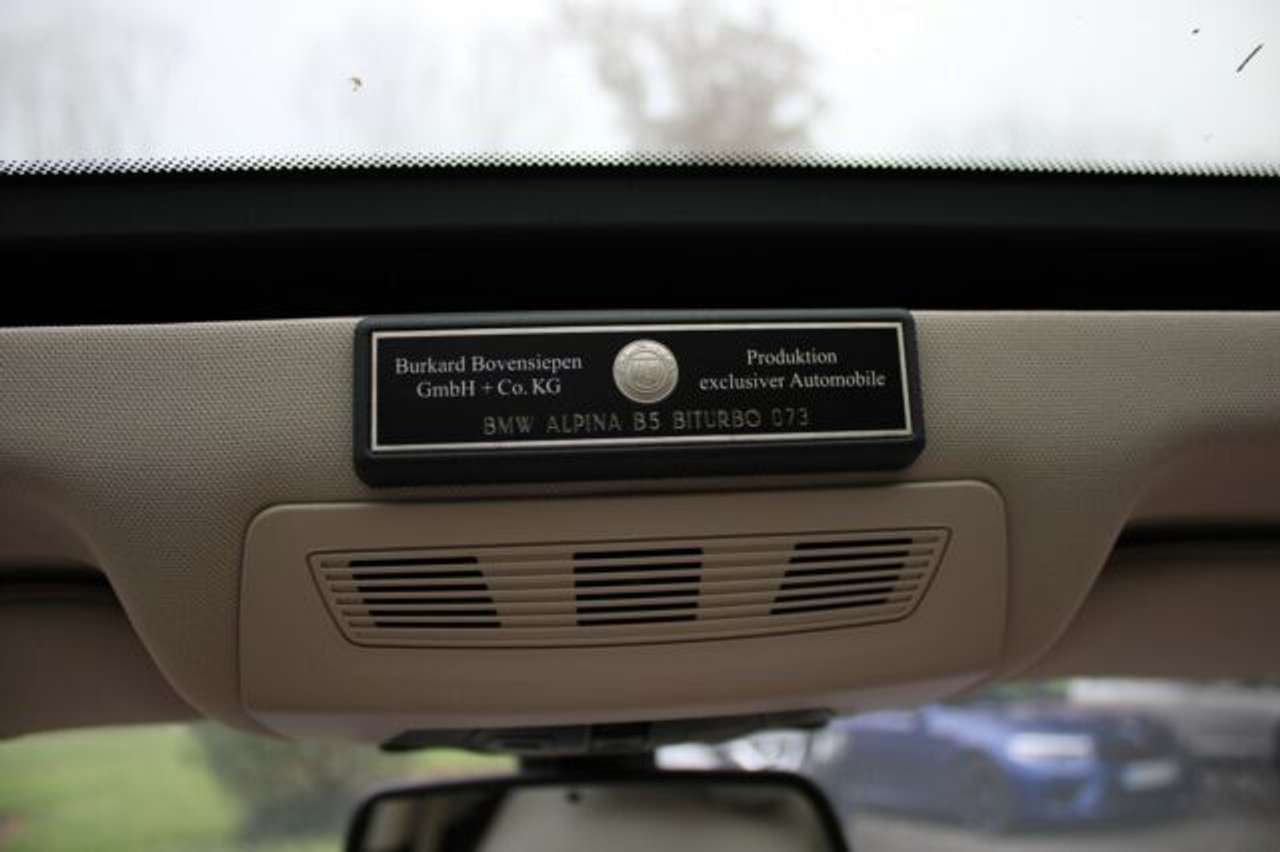 Burkard Bovensiepen
GmbH + Co. KG
Produktion
exclusiver Automobile
BMW ALPINA B5 BITURBO 073